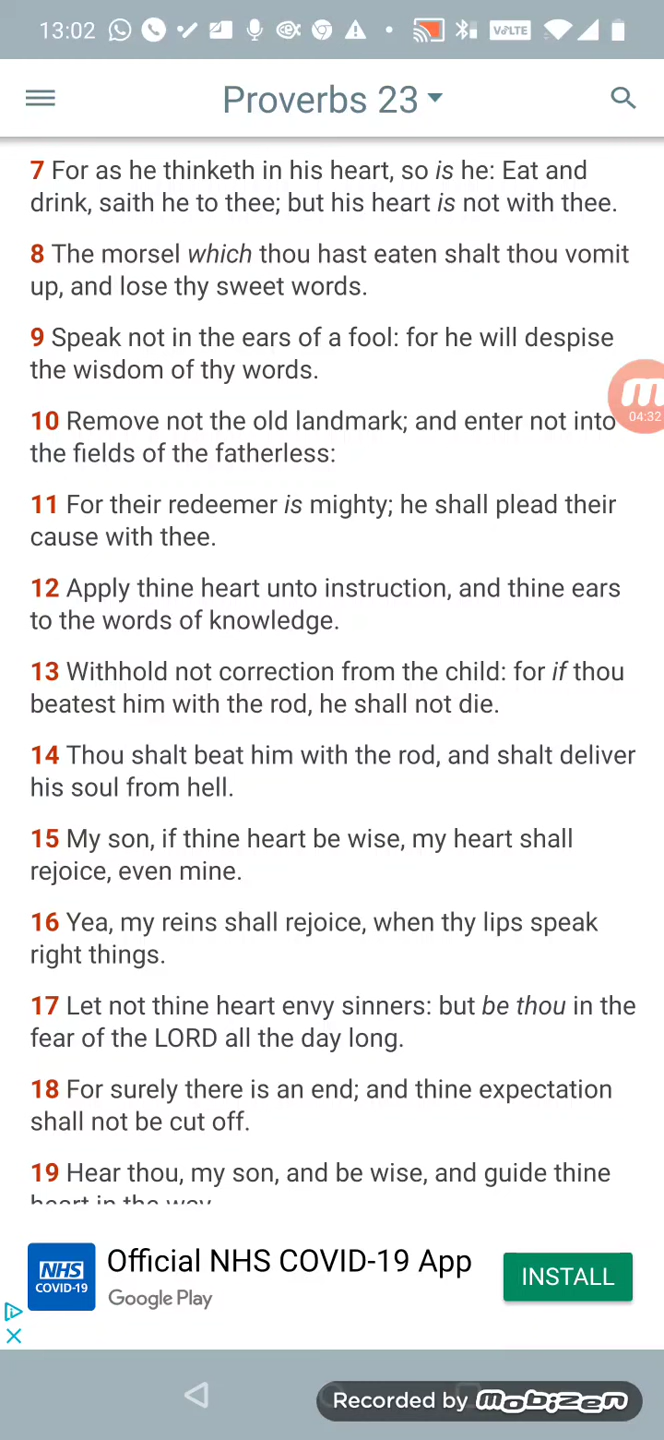 13:02 VoLTE
Proverbs 23
7 For as he thinketh in his heart, so is he: Eat and
drink, saith he to thee; but his heart is not with thee.
8 The morsel which thou hast eaten shalt thou vomit
up, and lose thy sweet words.
9 Speak not in the ears of a fool: for he will despise
the wisdom of thy words.
10 Remove not the old landmark; and enter not into
the fields of the fatherless:
m
04:32
11 For their redeemer is mighty; he shall plead their
cause with thee.
12 Apply thine heart unto instruction, and thine ears
to the words of knowledge.
13 Withhold not correction from the child: for if thou
beatest him with the rod, he shall not die.
14 Thou shalt beat him with the rod, and shalt deliver
his soul from hell.
15 My son, if thine heart be wise, my heart shall
rejoice, even mine.
16 Yea, my reins shall rejoice, when thy lips speak
right things.
17 Let not thine heart envy sinners: but be thou in the
fear of the LORD all the day long.
18 For surely there is an end; and thine expectation
shall not be cut off.
19 Hear thou, my son, and be wise, and guide thine
heart in the way.
NHS
COVID-19
Official NHS COVID-19 App
Google Play
INSTALL
Recorded by mobizen